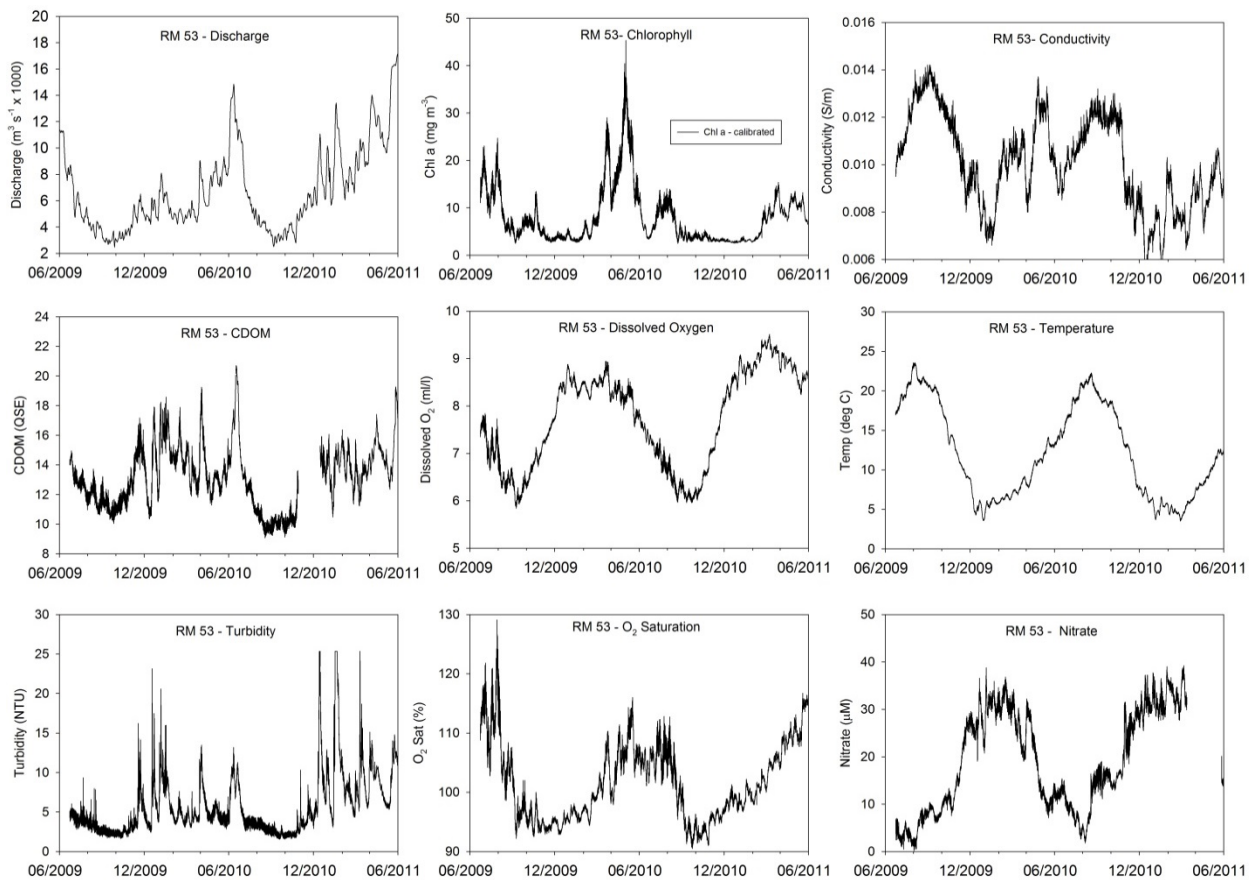 RM 53 - Discharge
Discharge (m³ s⁻¹ x 1000)
20
18
16
14
12
10
8
6
4
2
06/2009 12/2009 06/2010 12/2010 06/2011
RM 53- Chlorophyll
Chl a - calibrated
Chl a (mg m⁻³)
50
40
30
20
10
0
06/2009 12/2009 06/2010 12/2010 06/2011
RM 53- Conductivity
Conductivity (S/m)
0.016
0.014
0.012
0.010
0.008
0.006
06/2009 12/2009 06/2010 12/2010 06/2011
RM 53 - CDOM
CDOM (QSE)
24
22
20
18
16
14
12
10
8
06/2009 12/2009 06/2010 12/2010 06/2011
RM 53 - Dissolved Oxygen
Dissolved O₂ (ml/l)
10
9
8
7
6
5
06/2009 12/2009 06/2010 12/2010 06/2011
RM 53 - Temperature
Temp (deg C)
30
25
20
15
10
5
0
06/2009 12/2009 06/2010 12/2010 06/2011
RM 53 - Turbidity
Turbidity (NTU)
30
25
20
15
10
5
0
06/2009 12/2009 06/2010 12/2010 06/2011
RM 53 - O₂ Saturation
O₂ Sat (%)
130
120
110
100
90
06/2009 12/2009 06/2010 12/2010 06/2011
RM 53 - Nitrate
Nitrate (µM)
50
40
30
20
10
0
06/2009 12/2009 06/2010 12/2010 06/2011